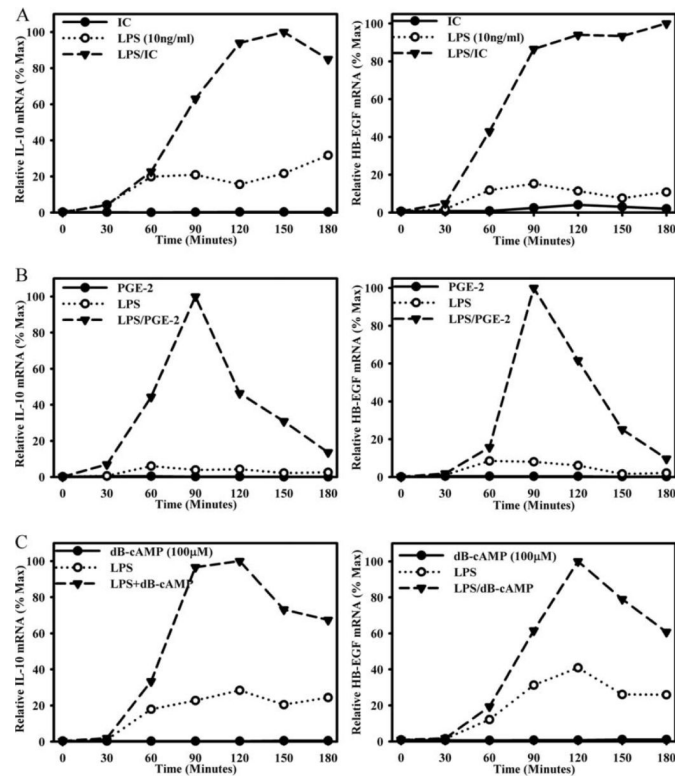 A
IC
LPS (10ng/ml)
LPS/IC
Relative IL-10 mRNA (% Max)
100
80
60
40
20
0
0 30 60 90 120 150 180
Time (Minutes)
IC
LPS (10ng/ml)
LPS/IC
Relative HB-EGF mRNA (% Max)
100
80
60
40
20
0
0 30 60 90 120 150 180
Time (Minutes)
B
PGE-2
LPS
LPS/PGE-2
Relative IL-10 mRNA (% Max)
100
80
60
40
20
0
0 30 60 90 120 150 180
Time (Minutes)
PGE-2
LPS
LPS/PGE-2
Relative HB-EGF mRNA (% Max)
100
80
60
40
20
0
0 30 60 90 120 150 180
Time (Minutes)
C
dB-cAMP (100μM)
LPS
LPS+dB-cAMP
Relative IL-10 mRNA (% Max)
100
80
60
40
20
0
0 30 60 90 120 150 180
Time (Minutes)
dB-cAMP (100μM)
LPS
LPS/dB-cAMP
Relative HB-EGF mRNA (% Max)
100
80
60
40
20
0
0 30 60 90 120 150 180
Time (Minutes)